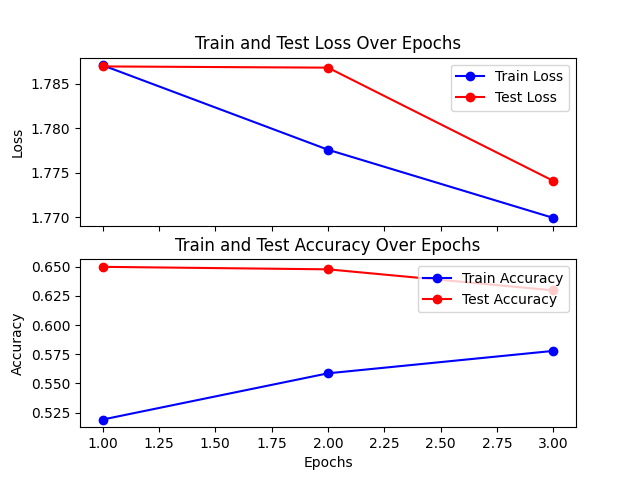 Train and Test Loss Over Epochs
1.785
1.780
1.775
1.770
Loss
Train Loss
Test Loss
Train and Test Accuracy Over Epochs
0.650
0.625
0.600
0.575
0.550
0.525
Accuracy
Train Accuracy
Test Accuracy
1.00 1.25 1.50 1.75 2.00 2.25 2.50 2.75 3.00
Epochs